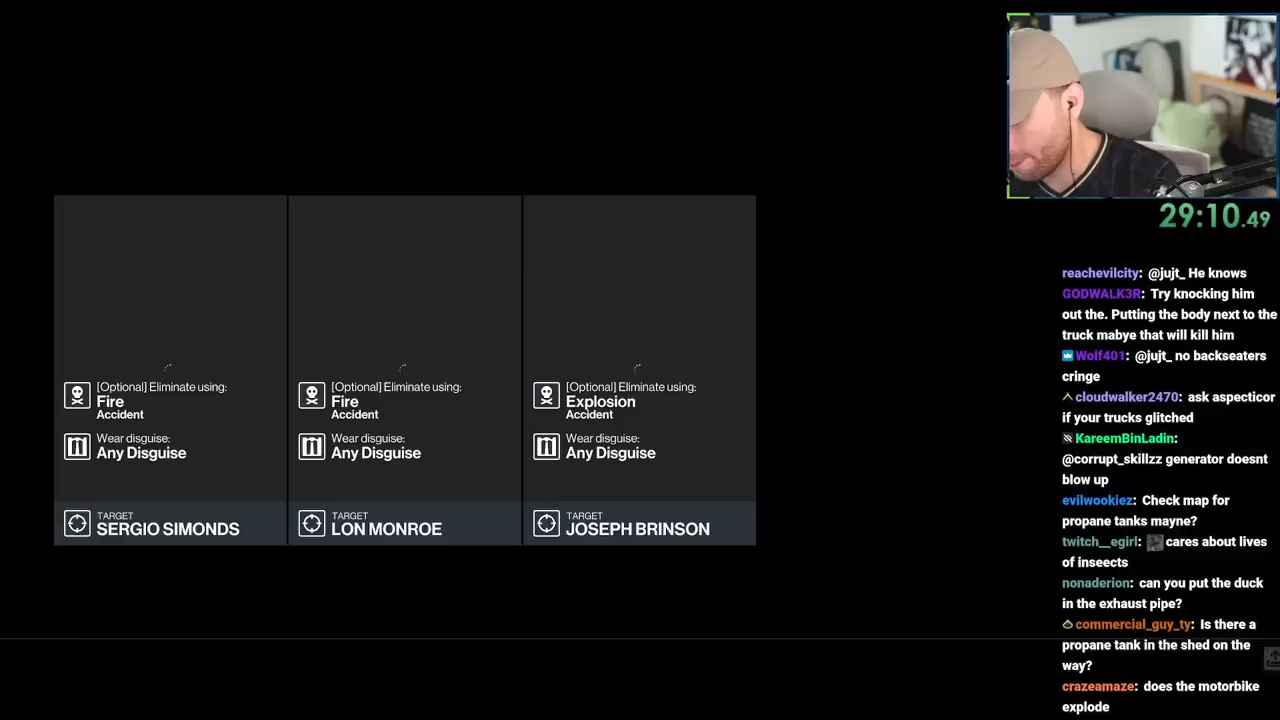 [Optional] Eliminate using:
Fire
Accident
Wear disguise:
Any Disguise
TARGET
SERGIO SIMONDS
[Optional] Eliminate using:
Fire
Accident
Wear disguise:
Any Disguise
TARGET
LON MONROE
[Optional] Eliminate using:
Explosion
Accident
Wear disguise:
Any Disguise
TARGET
JOSEPH BRINSON
29:10.49
reachevilcity: @jujt_ He knows
GODWALK3R: Try knocking him
out the. Putting the body next to the
truck mabye that will kill him
Wolf401: @jujt_ no backseaters
cringe
cloudwalker2470: ask aspecticor
if your trucks glitched
KareemBinLadin:
@corrupt_skillzz generator doesnt
blow up
evilwookiez: Check map for
propane tanks mayne?
twitch__egirl: cares about lives
of inseects
nonaderion: can you put the duck
in the exhaust pipe?
commercial_guy_ty: Is there a
propane tank in the shed on the
way?
crazeamaze: does the motorbike
explode